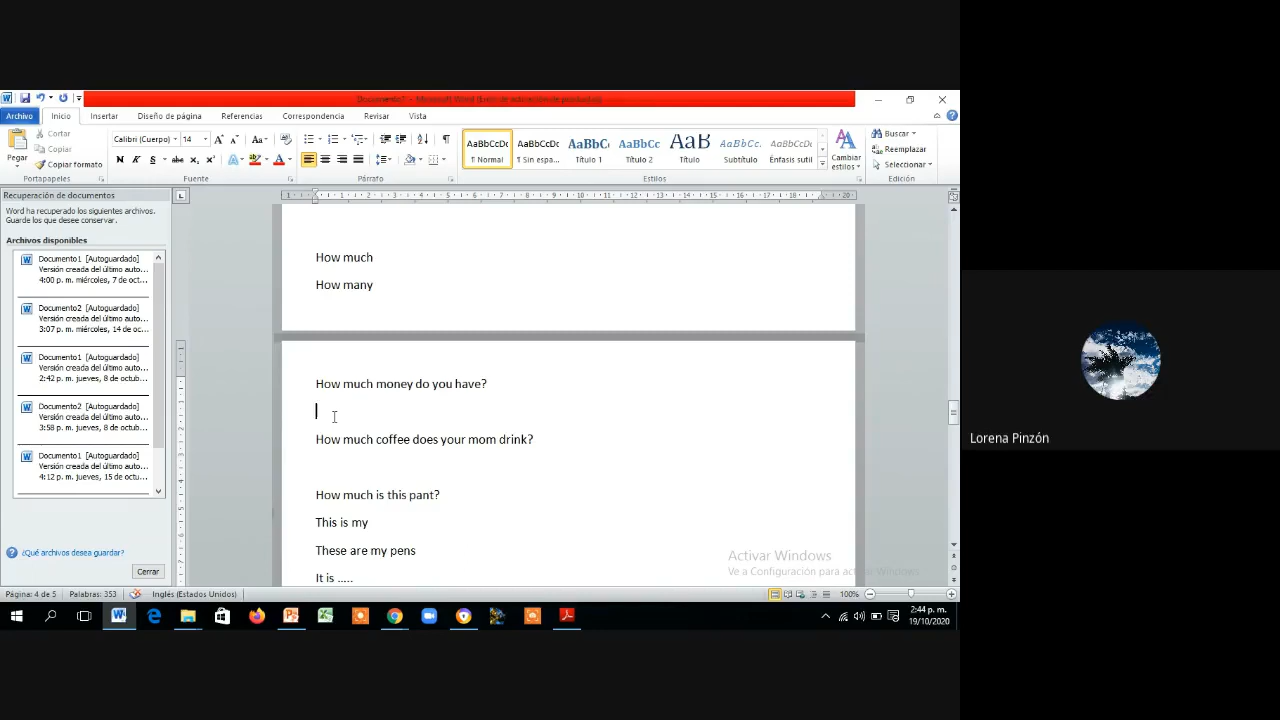 Archivo Inicio Insertar Diseño de página Referencias Correspondencia Revisar Vista
Cortar
Copiar
Copiar formato
Pegar
Portapapeles
Calibri (Cuerpo) 14
Fuente
Párrafo
AaBbCcDc AaBbCcDc AaBbC AaBbCc AaB AaBbCc. AaBbCcDc
¶ Normal ¶ Sin espa... Título 1 Título 2 Título Subtítulo Énfasis sutil
Cambiar estilos
Estilos
Buscar
Reemplazar
Seleccionar
Edición
Recuperación de documentos
Word ha recuperado los siguientes archivos.
Guarde los que desee conservar.
Archivos disponibles
Documento1 [Autoguardado]
Versión creada del último auto...
4:00 p. m. miércoles, 7 de oct...
Documento2 [Autoguardado]
Versión creada del último auto...
3:07 p. m. miércoles, 14 de oc...
Documento1 [Autoguardado]
Versión creada del último auto...
2:42 p. m. jueves, 8 de octub...
Documento2 [Autoguardado]
Versión creada del último auto...
3:58 p. m. jueves, 8 de octub...
Documento1 [Autoguardado]
Versión creada del último auto...
4:12 p. m. jueves, 15 de octu...
¿Qué archivos desea guardar?
Cerrar
How much
How many
How much money do you have?
How much coffee does your mom drink?
How much is this pant?
This is my
These are my pens
It is .....
Activar Windows
Ve a Configuración para activar Windows.
Página: 4 de 5 Palabras: 353 Inglés (Estados Unidos) 100%
2:44 p. m.
19/10/2020
Lorena Pinzón